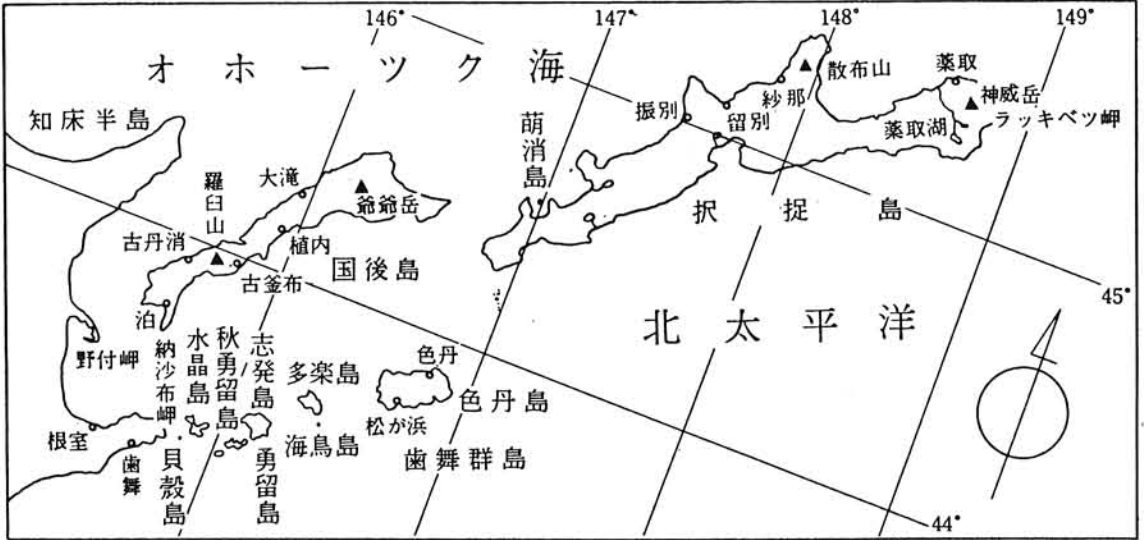 146°
147°
148°
149°
オホーツク海
知床半島
散布山
薬取
神威岳
ラッキベツ岬
薬取湖
紗那
振別
留別
萌消島
択捉島
大滝
羅臼山
爺爺岳
古丹消
植内
古釜布
国後島
泊
45°
北太平洋
野付岬
納沙布岬
水晶島
秋勇留島
志発島
多楽島
色丹
色丹島
松が浜
海鳥島
歯舞群島
根室
歯舞
貝殻島
勇留島
44°